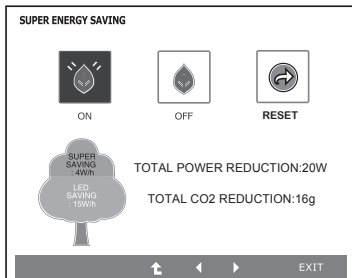 SUPER ENERGY SAVING
ON OFF RESET
SUPER
SAVING
: 4W/h
LED
SAVING
: 15W/h
TOTAL POWER REDUCTION:20W
TOTAL CO2 REDUCTION:16g
EXIT